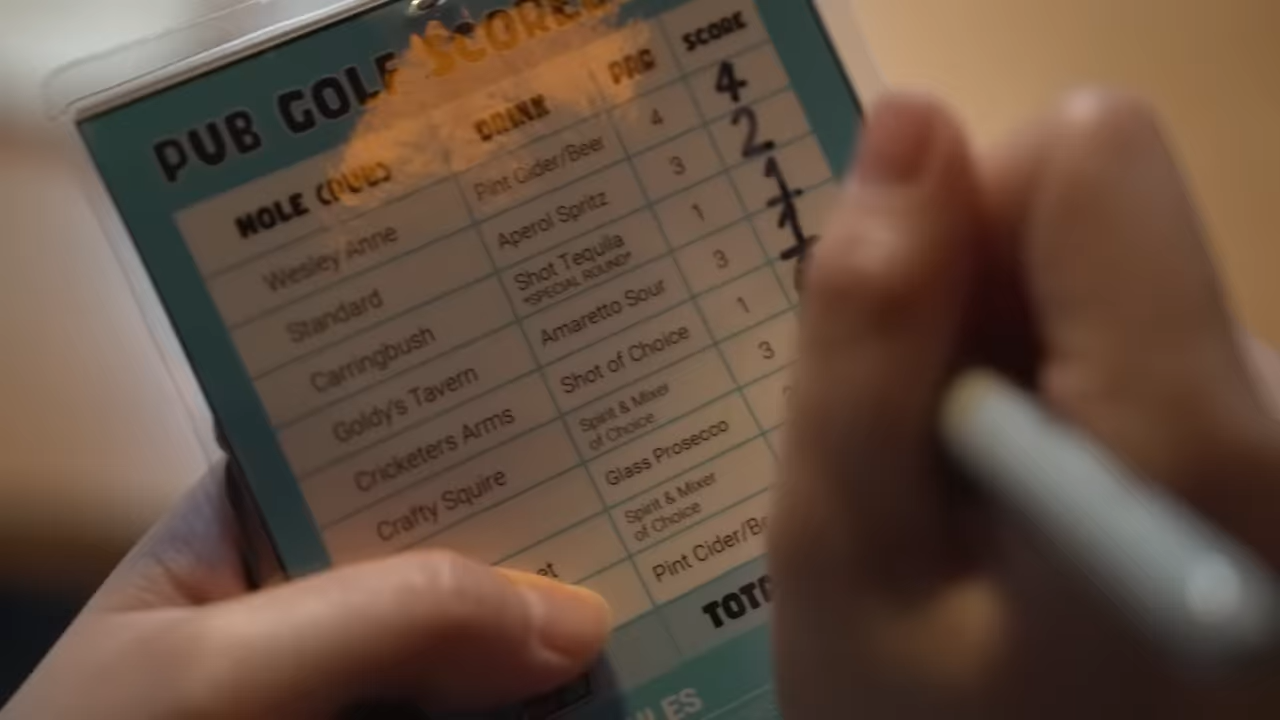 PUB GOLF SCORE
HOLE (PUB) DRINK PAR SCORE
Wesley Anne Pint Cider/Beer 4 4
Standard Aperol Spritz 3 2
Carringbush Shot Tequila 1 1
*SPECIAL ROUND*
Goldy's Tavern Amaretto Sour 3 1
Cricketers Arms Shot of Choice 1
Crafty Squire Spirit & Mixer 3
of Choice
Glass Prosecco
Spirit & Mixer
of Choice
Pint Cider/